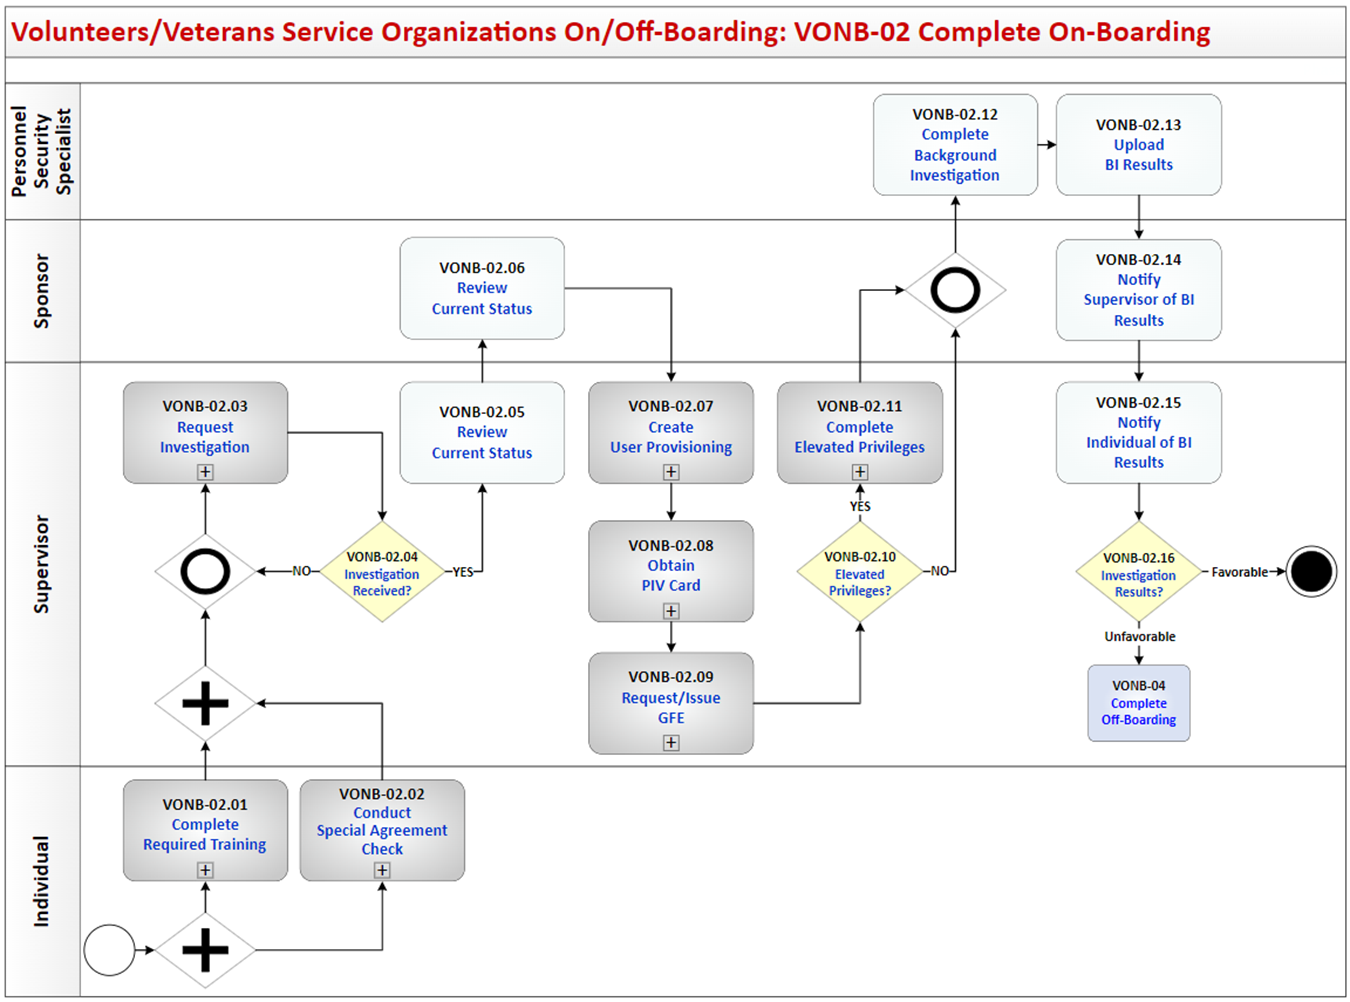 Volunteers/Veterans Service Organizations On/Off-Boarding: VONB-02 Complete On-Boarding
Personnel
Security
Specialist
VONB-02.12
Complete
Background
Investigation
VONB-02.13
Upload
BI Results
Sponsor
VONB-02.06
Review
Current Status
VONB-02.14
Notify
Supervisor of BI
Results
Supervisor
VONB-02.03
Request
Investigation
VONB-02.04
Investigation
Received?
NO
YES
VONB-02.05
Review
Current Status
VONB-02.07
Create
User Provisioning
VONB-02.08
Obtain
PIV Card
VONB-02.09
Request/Issue
GFE
VONB-02.10
Elevated
Privileges?
YES
NO
VONB-02.11
Complete
Elevated Privileges
VONB-02.15
Notify
Individual of BI
Results
VONB-02.16
Investigation
Results?
Favorable
Unfavorable
VONB-04
Complete
Off-Boarding
Individual
VONB-02.01
Complete
Required Training
VONB-02.02
Conduct
Special Agreement
Check